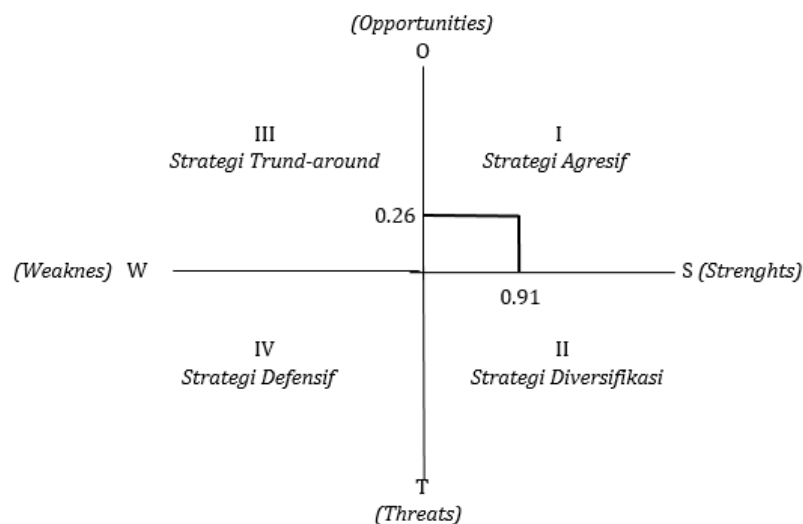 (Opportunities)
O
III
Strategi Trund-around
I
Strategi Agresif
0.26
(Weaknes) W
S (Strenghts)
0.91
IV
Strategi Defensif
II
Strategi Diversifikasi
T
(Threats)